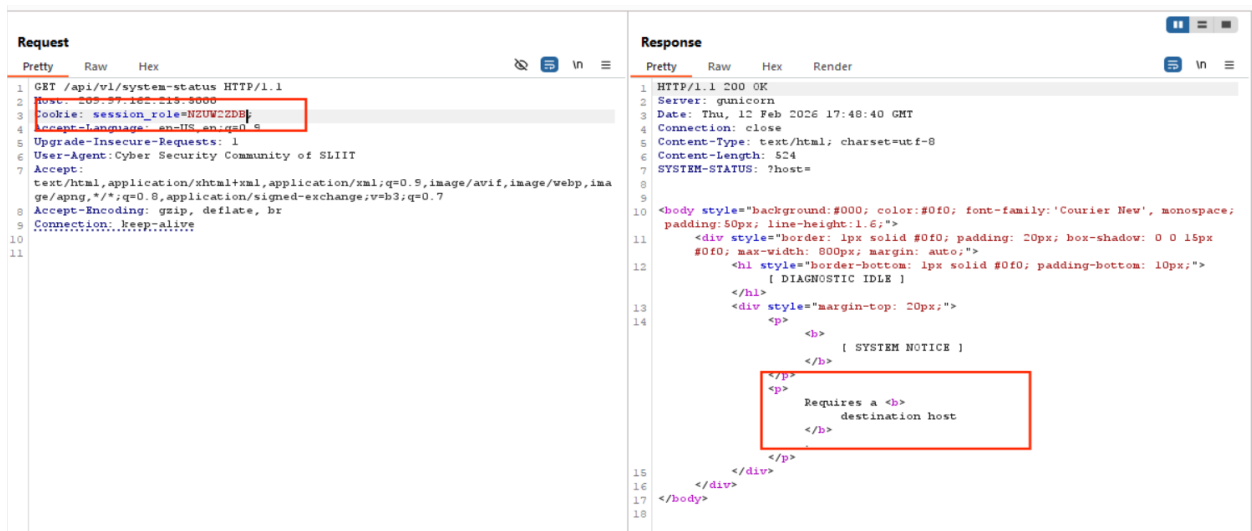 Request
Pretty Raw Hex
\n
1 GET /api/v1/system-status HTTP/1.1
2 Host:
3 Cookie: session_role=NZUW2ZDB;
4 Accept-Language: en-US,en;q=0.9
5 Upgrade-Insecure-Requests: 1
6 User-Agent:Cyber Security Community of SLIIT
7 Accept:
text/html,application/xhtml+xml,application/xml;q=0.9,image/avif,image/webp,ima
ge/apng,*/*;q=0.8,application/signed-exchange;v=b3;q=0.7
8 Accept-Encoding: gzip, deflate, br
9 Connection: keep-alive
10
11
Response
Pretty Raw Hex Render
\n
1 HTTP/1.1 200 OK
2 Server: gunicorn
3 Date: Thu, 12 Feb 2026 17:48:40 GMT
4 Connection: close
5 Content-Type: text/html; charset=utf-8
6 Content-Length: 524
7 SYSTEM-STATUS: ?host=
8
9
10 <body style="background:#000; color:#0f0; font-family:'Courier New', monospace;
padding:50px; line-height:1.6;">
11 <div style="border: 1px solid #0f0; padding: 20px; box-shadow: 0 0 15px
#0f0; max-width: 800px; margin: auto;">
12 <h1 style="border-bottom: 1px solid #0f0; padding-bottom: 10px;">
[ DIAGNOSTIC IDLE ]
</h1>
13 <div style="margin-top: 20px;">
14 <p>
<b>
[ SYSTEM NOTICE ]
</b>
</p>
<p>
Requires a <b>
destination host
</b>
.
</p>
15 </div>
16 </div>
17 </body>
18